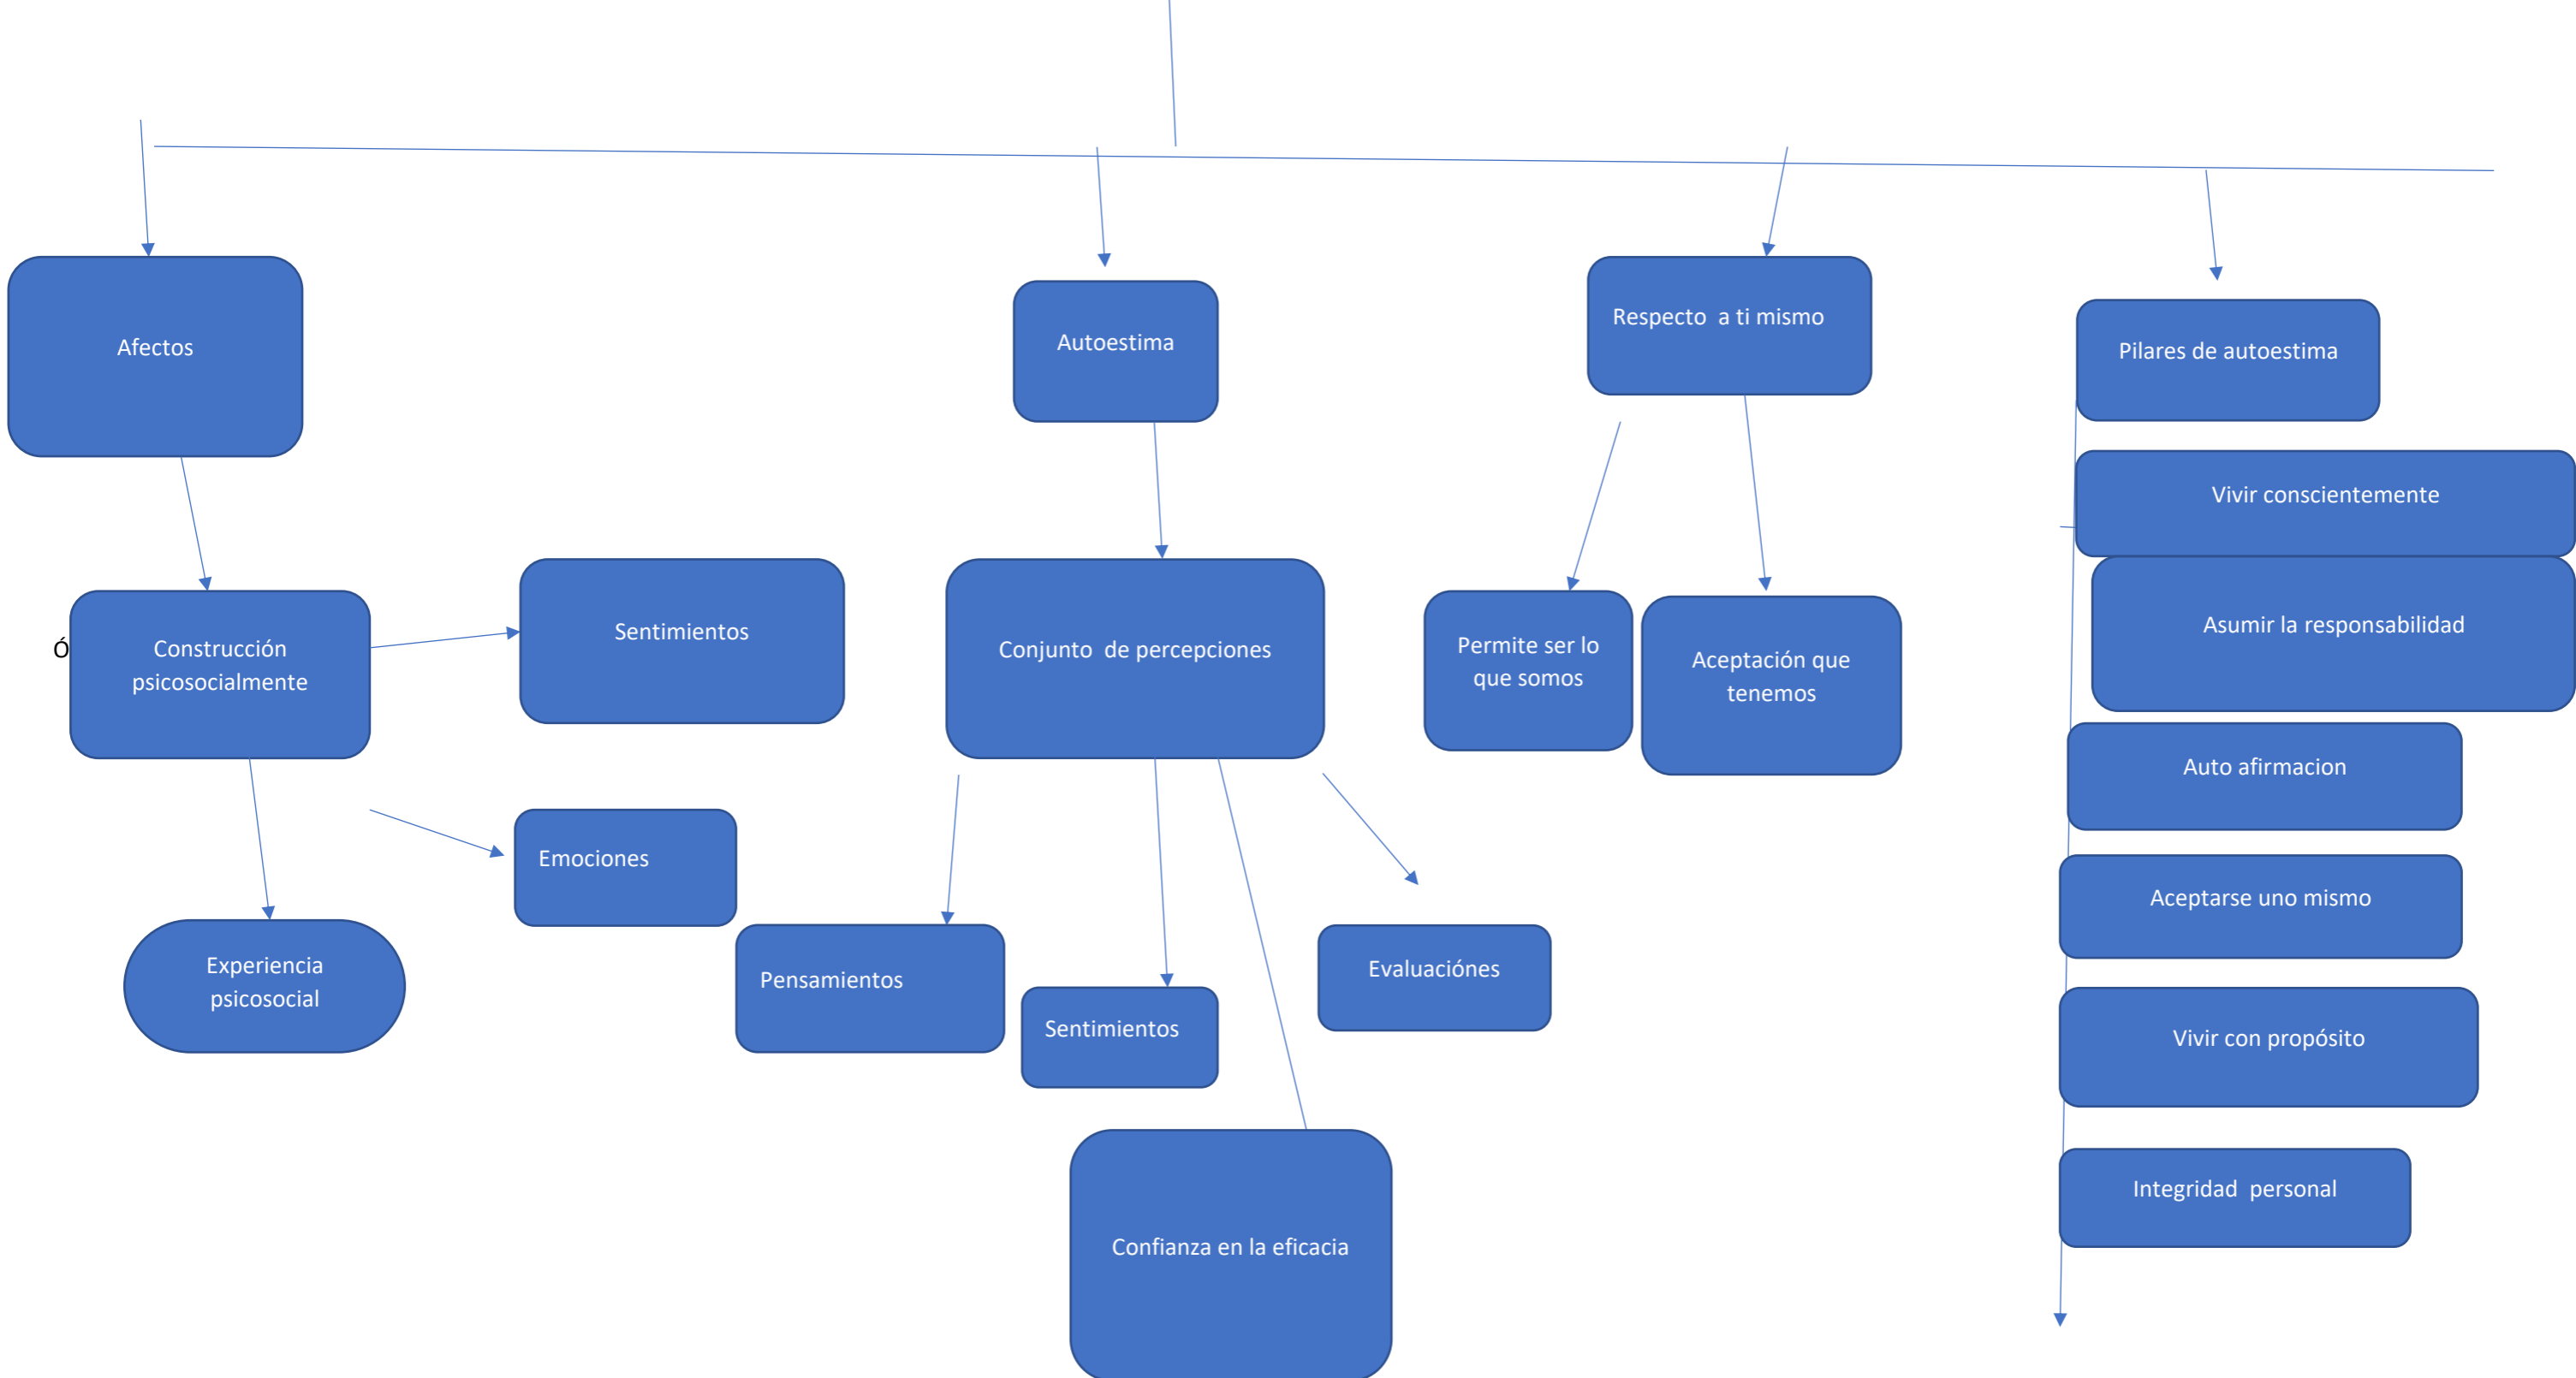 Afectos
Autoestima
Respecto  a ti mismo
Pilares de autoestima
Vivir conscientemente
Ó
Construcción
psicosocialmente
Sentimientos
Conjunto  de percepciones
Permite ser lo
que somos
Aceptación que
tenemos
Asumir la responsabilidad
Auto afirmacion
Emociones
Aceptarse uno mismo
Experiencia
psicosocial
Pensamientos
Sentimientos
Evaluaciónes
Vivir con propósito
Integridad  personal
Confianza en la eficacia